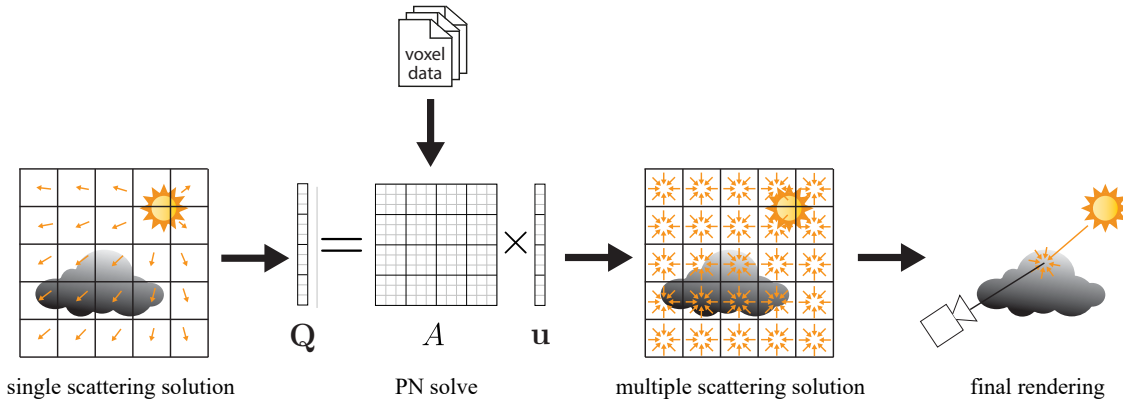 voxel
data
Q
=
A
×
u
single scattering solution
PN solve
multiple scattering solution
final rendering